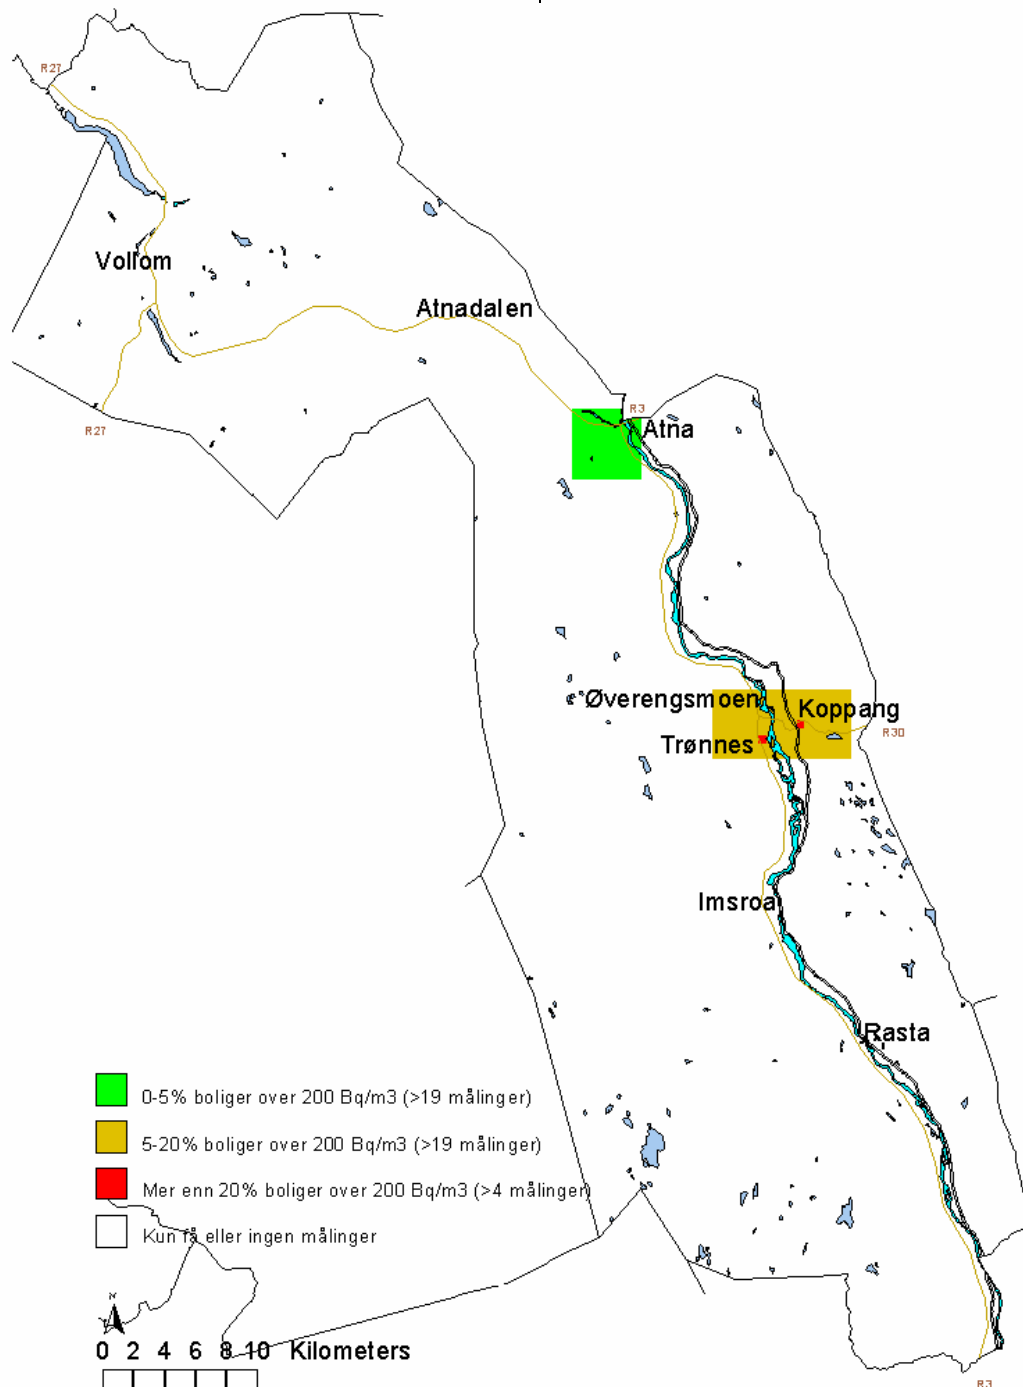 R27
Vollom
Atnadalen
R27
R3
Atna
Øverengsmoen
Koppang
R30
Trønnes
Imsroa
Rasta
0-5% boliger over 200 Bq/m3 (>19 målinger)
5-20% boliger over 200 Bq/m3 (>19 målinger)
Mer enn 20% boliger over 200 Bq/m3 (>4 målinger)
Kun få eller ingen målinger
N
0 2 4 6 8 10 Kilometers
R3